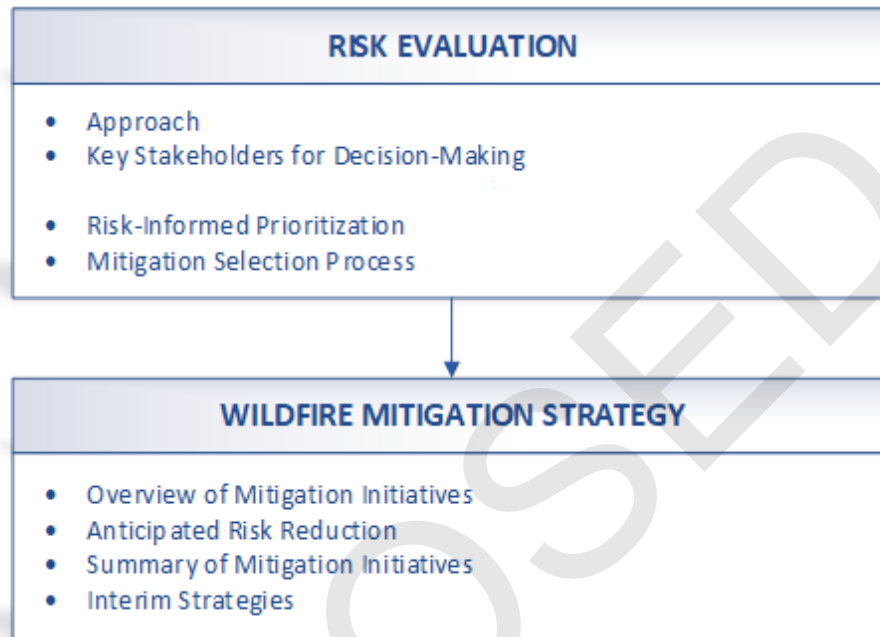 RISK EVALUATION
• Approach
• Key Stakeholders for Decision-Making
• Risk-Informed Prioritization
• Mitigation Selection Process
WILDFIRE MITIGATION STRATEGY
• Overview of Mitigation Initiatives
• Anticipated Risk Reduction
• Summary of Mitigation Initiatives
• Interim Strategies
OSED